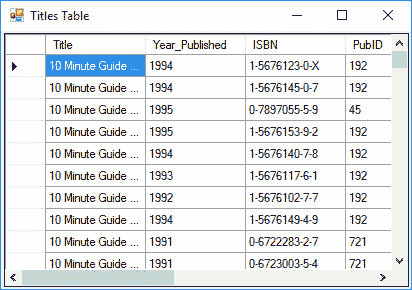 Titles Table
Title Year_Published ISBN PubID
10 Minute Guide ... 1994 1-5676123-0-X 192
10 Minute Guide ... 1994 1-5676145-0-7 192
10 Minute Guide ... 1995 0-7897055-5-9 45
10 Minute Guide ... 1995 1-5676153-9-2 192
10 Minute Guide ... 1994 1-5676140-7-8 192
10 Minute Guide ... 1993 1-5676117-6-1 192
10 Minute Guide ... 1992 1-5676102-7-7 192
10 Minute Guide ... 1994 1-5676149-4-9 192
10 Minute Guide ... 1991 0-6722283-2-7 721
10 Minute Guide ... 1991 0-6723003-5-4 721